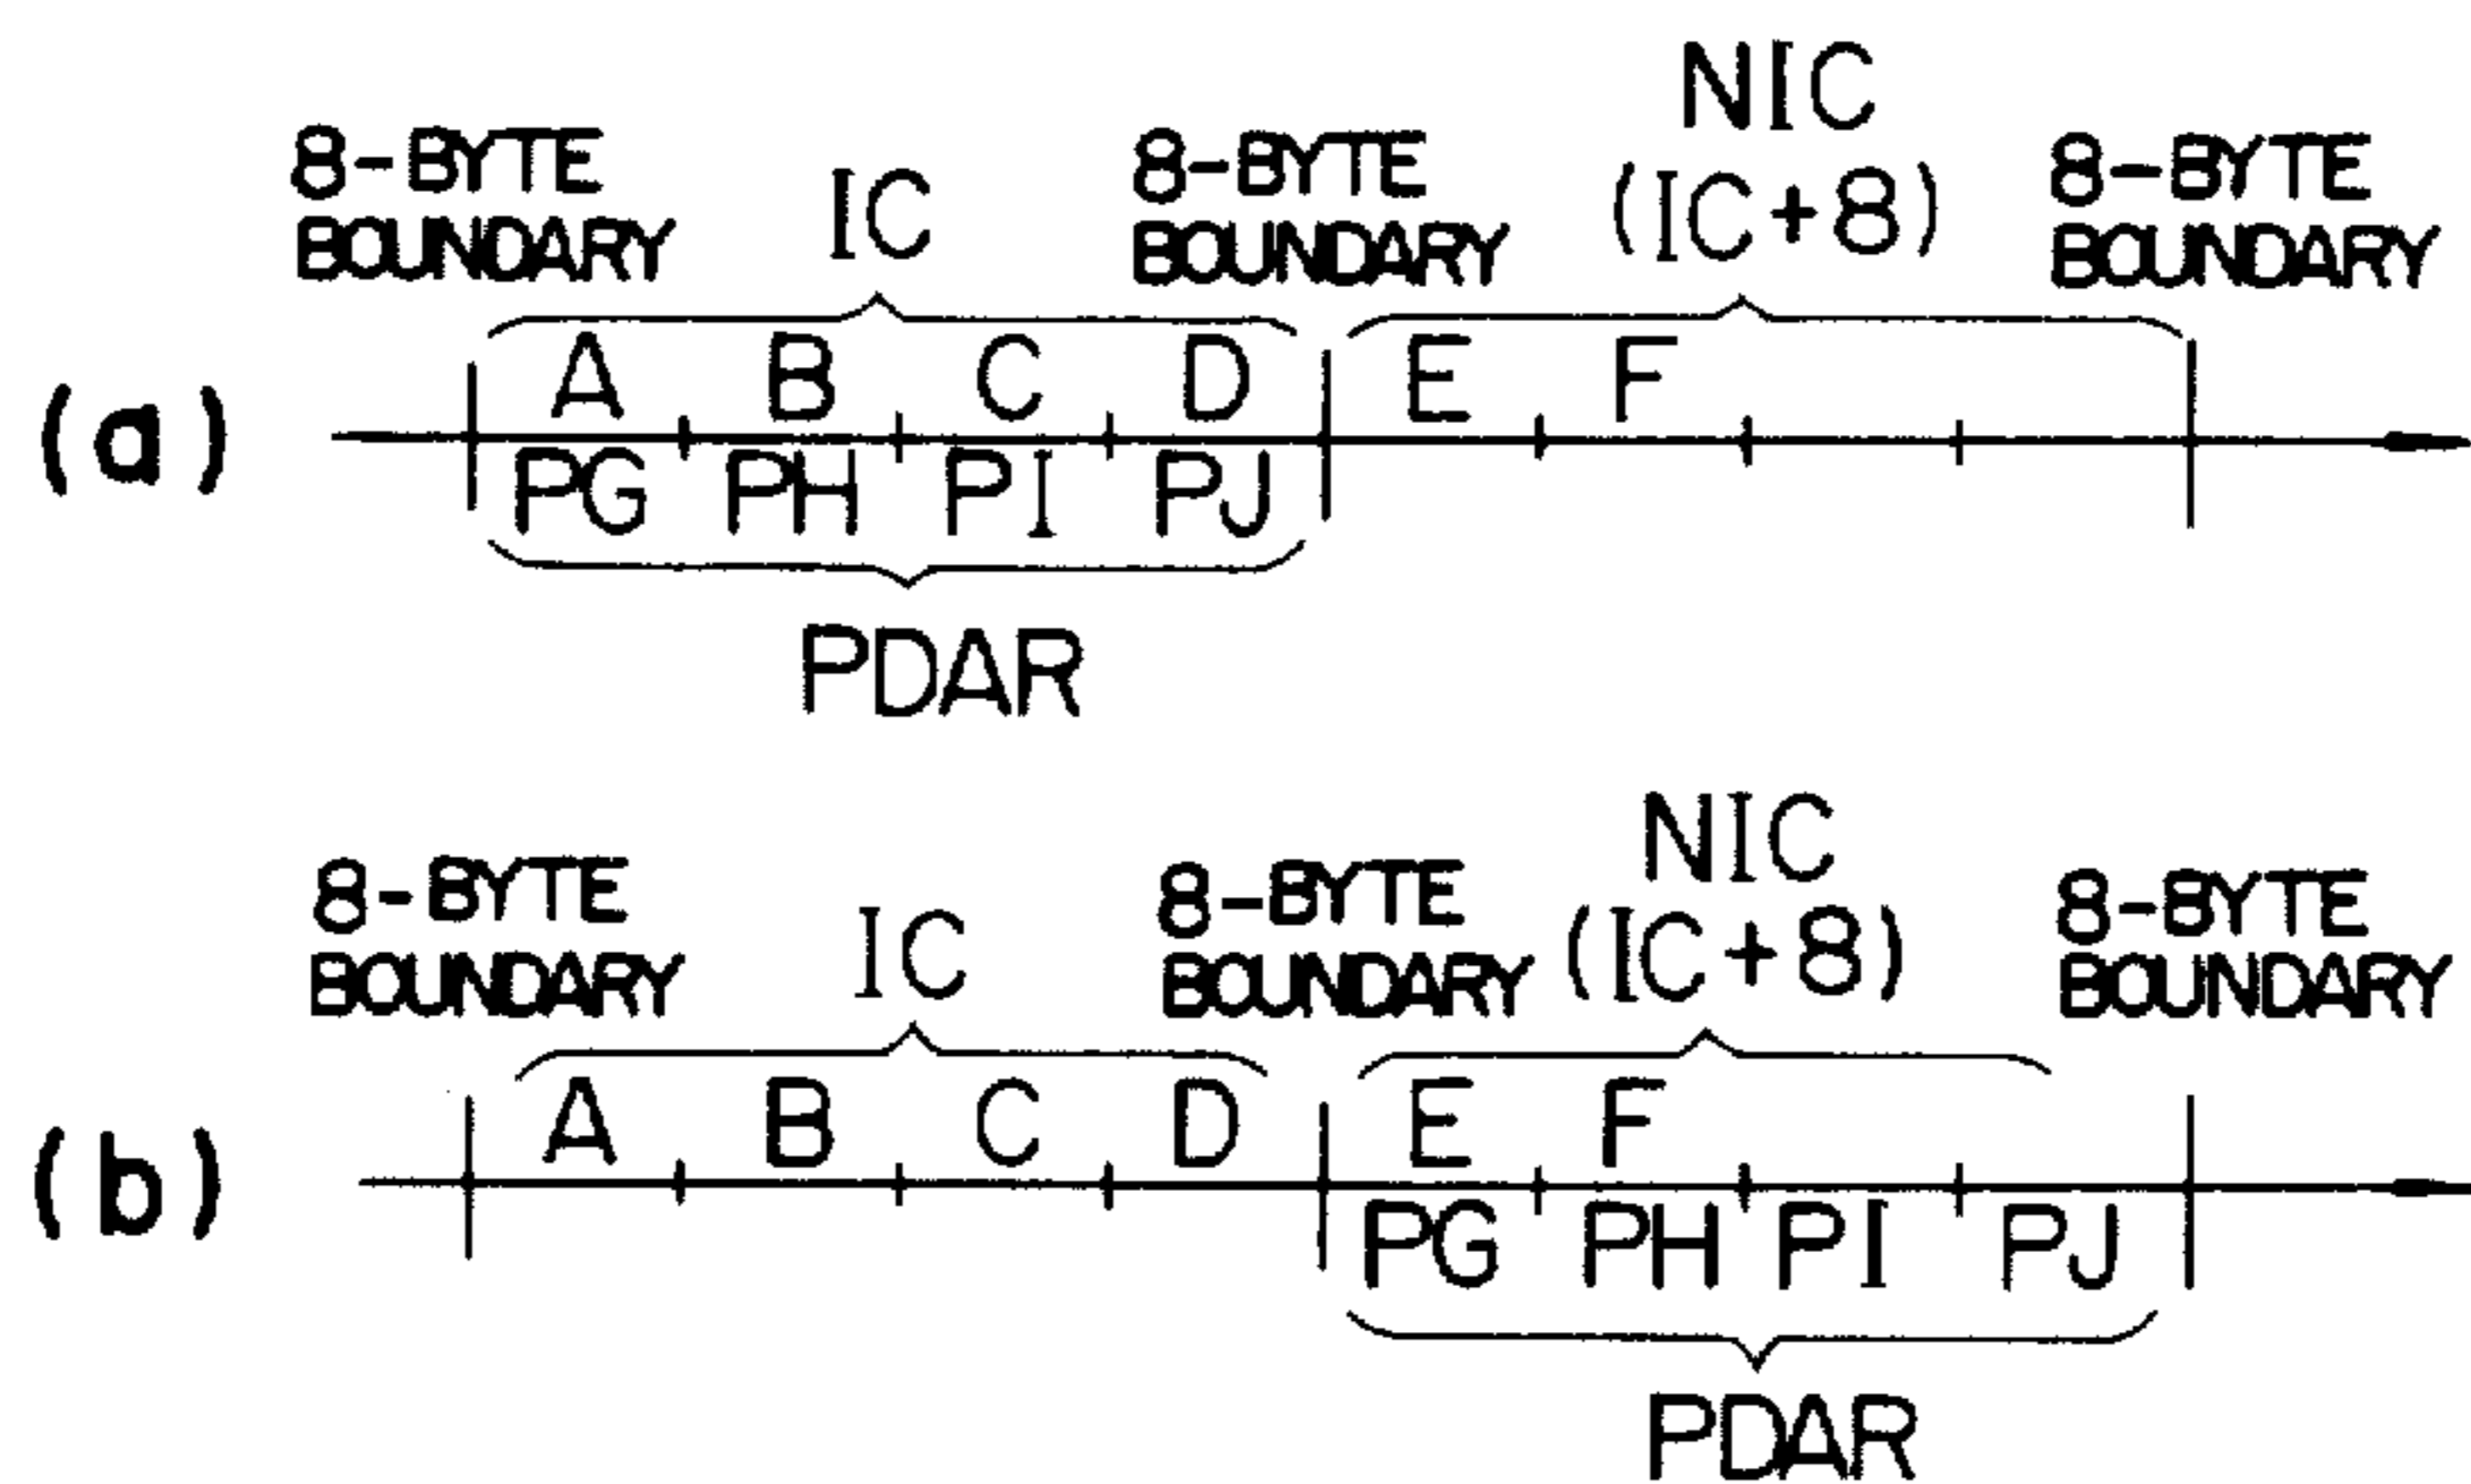 NIC
8-BYTE IC 8-BYTE (IC+8) 8-BYTE
BOUNDARY BOUNDARY BOUNDARY
(a) A B C D E F
PG PH PI PJ
PDAR
NIC
8-BYTE IC 8-BYTE (IC+8) 8-BYTE
BOUNDARY BOUNDARY BOUNDARY
(b) A B C D E F
PG PH PI PJ
PDAR